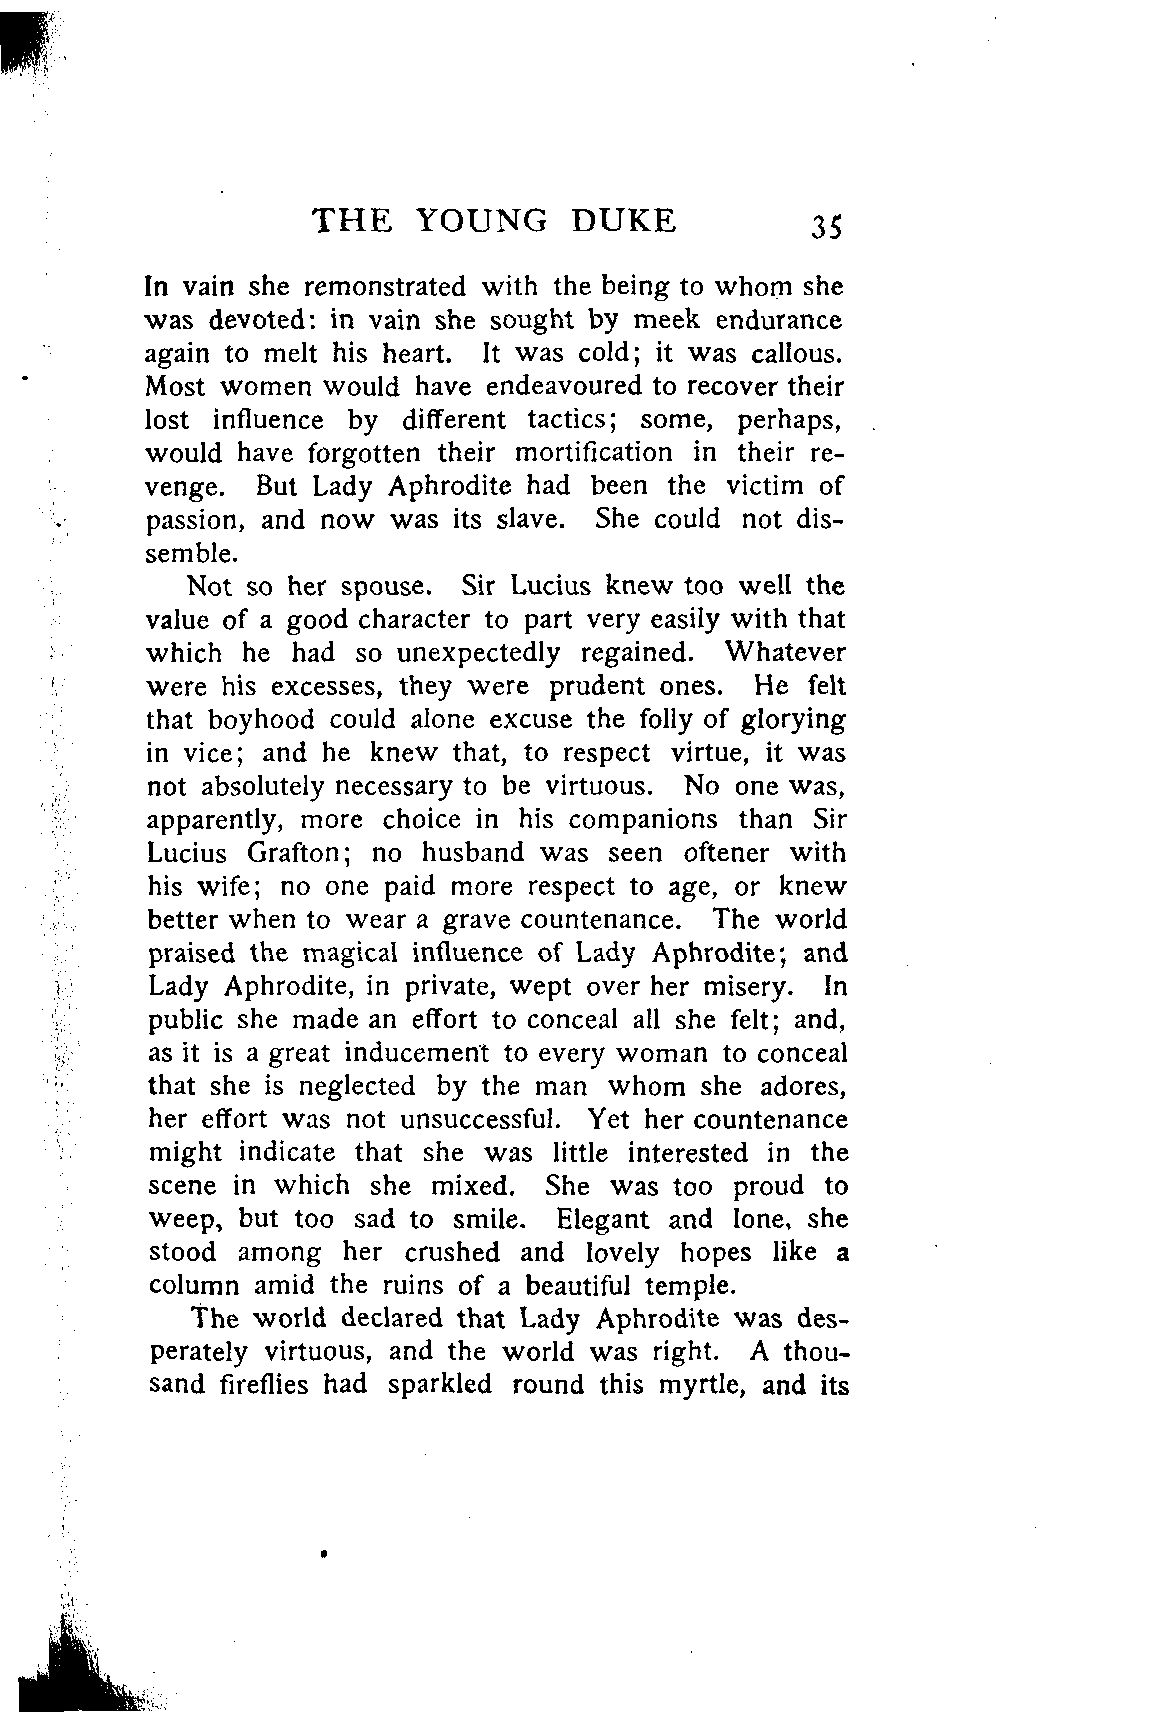 THE YOUNG DUKE 35
In vain she remonstrated with the being to whom she
was devoted: in vain she sought by meek endurance
again to melt his heart. It was cold; it was callous.
Most women would have endeavoured to recover their
lost influence by different tactics; some, perhaps,
would have forgotten their mortification in their re-
venge. But Lady Aphrodite had been the victim of
passion, and now was its slave. She could not dis-
semble.
Not so her spouse. Sir Lucius knew too well the
value of a good character to part very easily with that
which he had so unexpectedly regained. Whatever
were his excesses, they were prudent ones. He felt
that boyhood could alone excuse the folly of glorying
in vice; and he knew that, to respect virtue, it was
not absolutely necessary to be virtuous. No one was,
apparently, more choice in his companions than Sir
Lucius Grafton; no husband was seen oftener with
his wife; no one paid more respect to age, or knew
better when to wear a grave countenance. The world
praised the magical influence of Lady Aphrodite; and
Lady Aphrodite, in private, wept over her misery. In
public she made an effort to conceal all she felt; and,
as it is a great inducement to every woman to conceal
that she is neglected by the man whom she adores,
her effort was not unsuccessful. Yet her countenance
might indicate that she was little interested in the
scene in which she mixed. She was too proud to
weep, but too sad to smile. Elegant and lone, she
stood among her crushed and lovely hopes like a
column amid the ruins of a beautiful temple.
The world declared that Lady Aphrodite was des-
perately virtuous, and the world was right. A thou-
sand fireflies had sparkled round this myrtle, and its